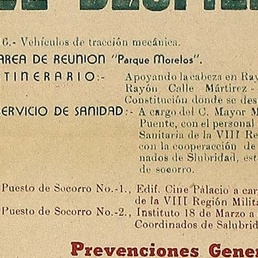 6.- Vehículos de tracción mecánica.
AREA DE REUNION "Parque Morelos".
TINERARIO:- Apoyando la cabeza en Ray
Rayón Calle Mártirez -
Constitución donde se des
SERVICIO DE SANIDAD:- A cargo del C. Mayor M
Puente, con el personal
Sanitaria de la VIII Re
con la cooperación de
nados de Slubridad, est
de socorro.
Puesto de Socorro No.-1., Edif. Cine Palacio a car
de la VIII Región Milita
Puesto de Socorro No.-2., Instituto 18 de Marzo a
Coordinados de Salubrid
Prevenciones Gener